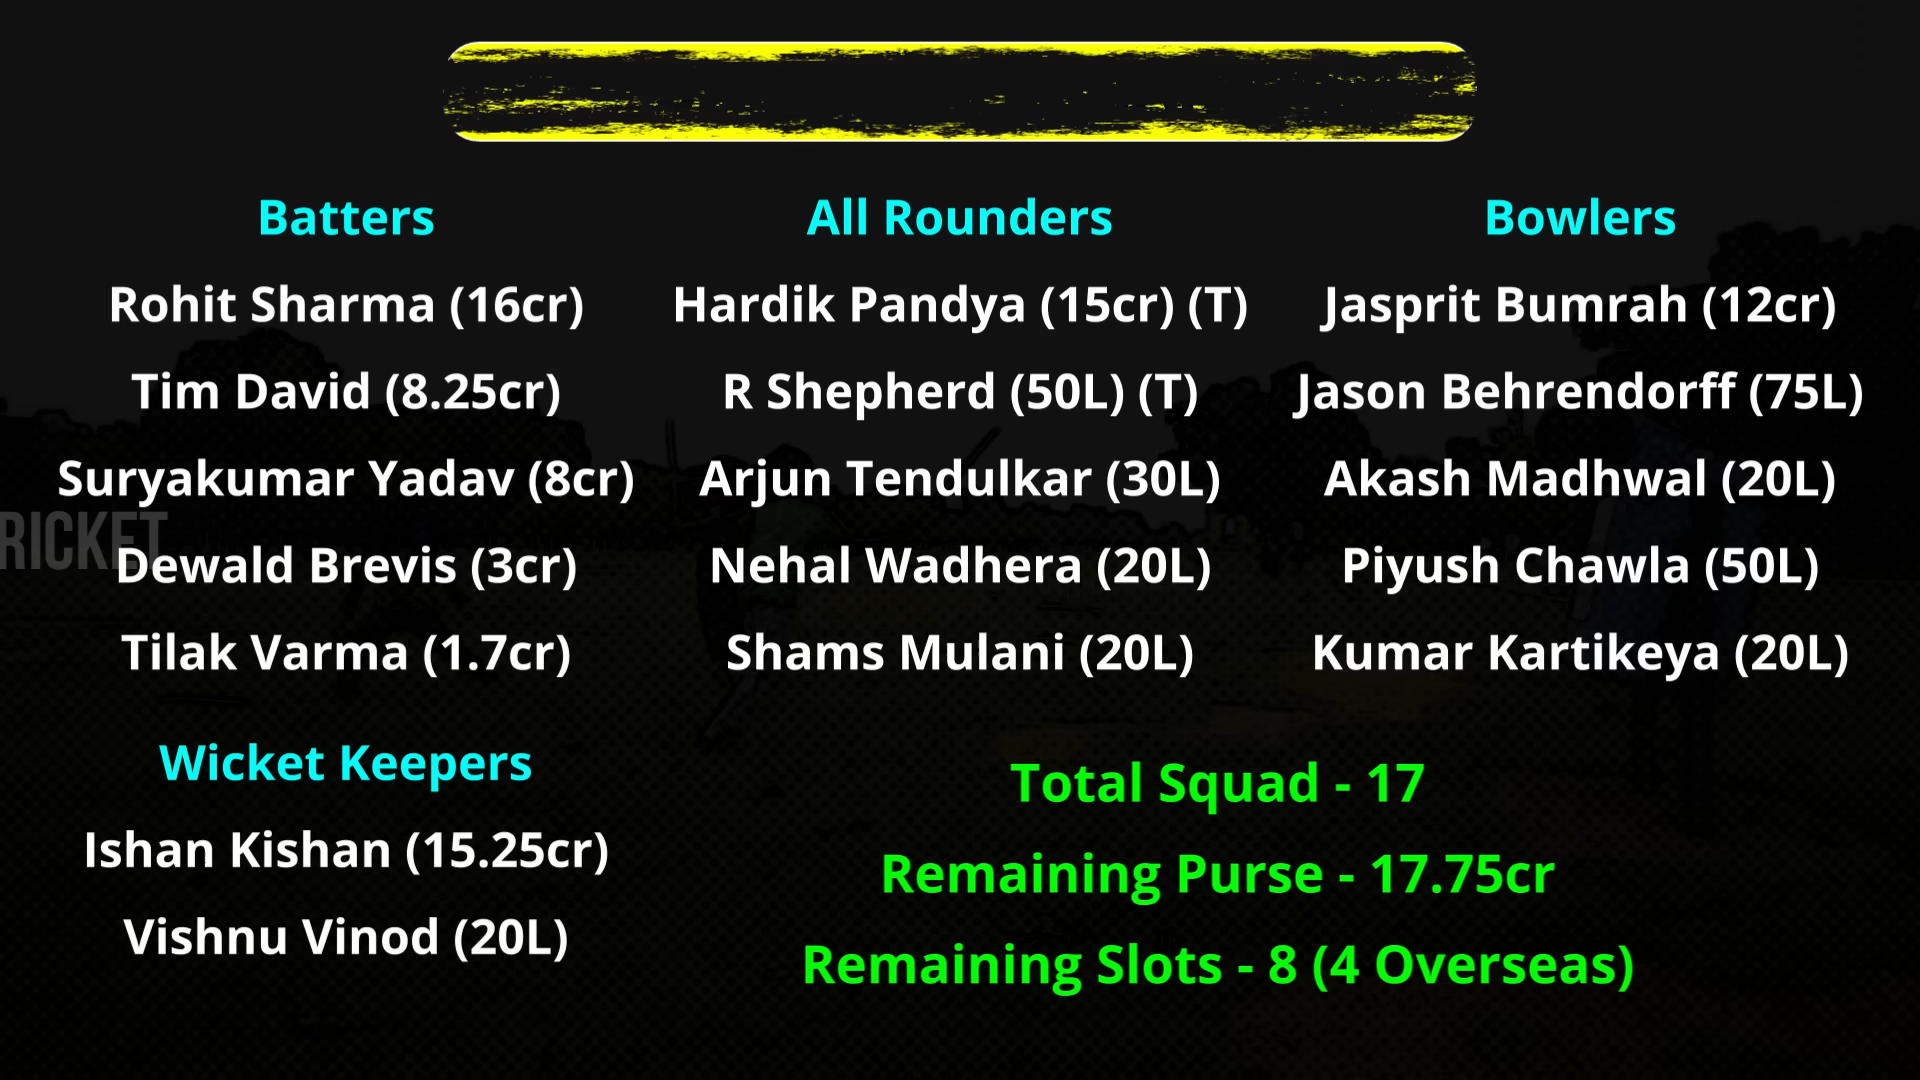 Batters
Rohit Sharma (16cr)
Tim David (8.25cr)
Suryakumar Yadav (8cr)
Dewald Brevis (3cr)
Tilak Varma (1.7cr)
All Rounders
Hardik Pandya (15cr) (T)
R Shepherd (50L) (T)
Arjun Tendulkar (30L)
Nehal Wadhera (20L)
Shams Mulani (20L)
Bowlers
Jasprit Bumrah (12cr)
Jason Behrendorff (75L)
Akash Madhwal (20L)
Piyush Chawla (50L)
Kumar Kartikeya (20L)
RICKET
Wicket Keepers
Ishan Kishan (15.25cr)
Vishnu Vinod (20L)
Total Squad - 17
Remaining Purse - 17.75cr
Remaining Slots - 8 (4 Overseas)